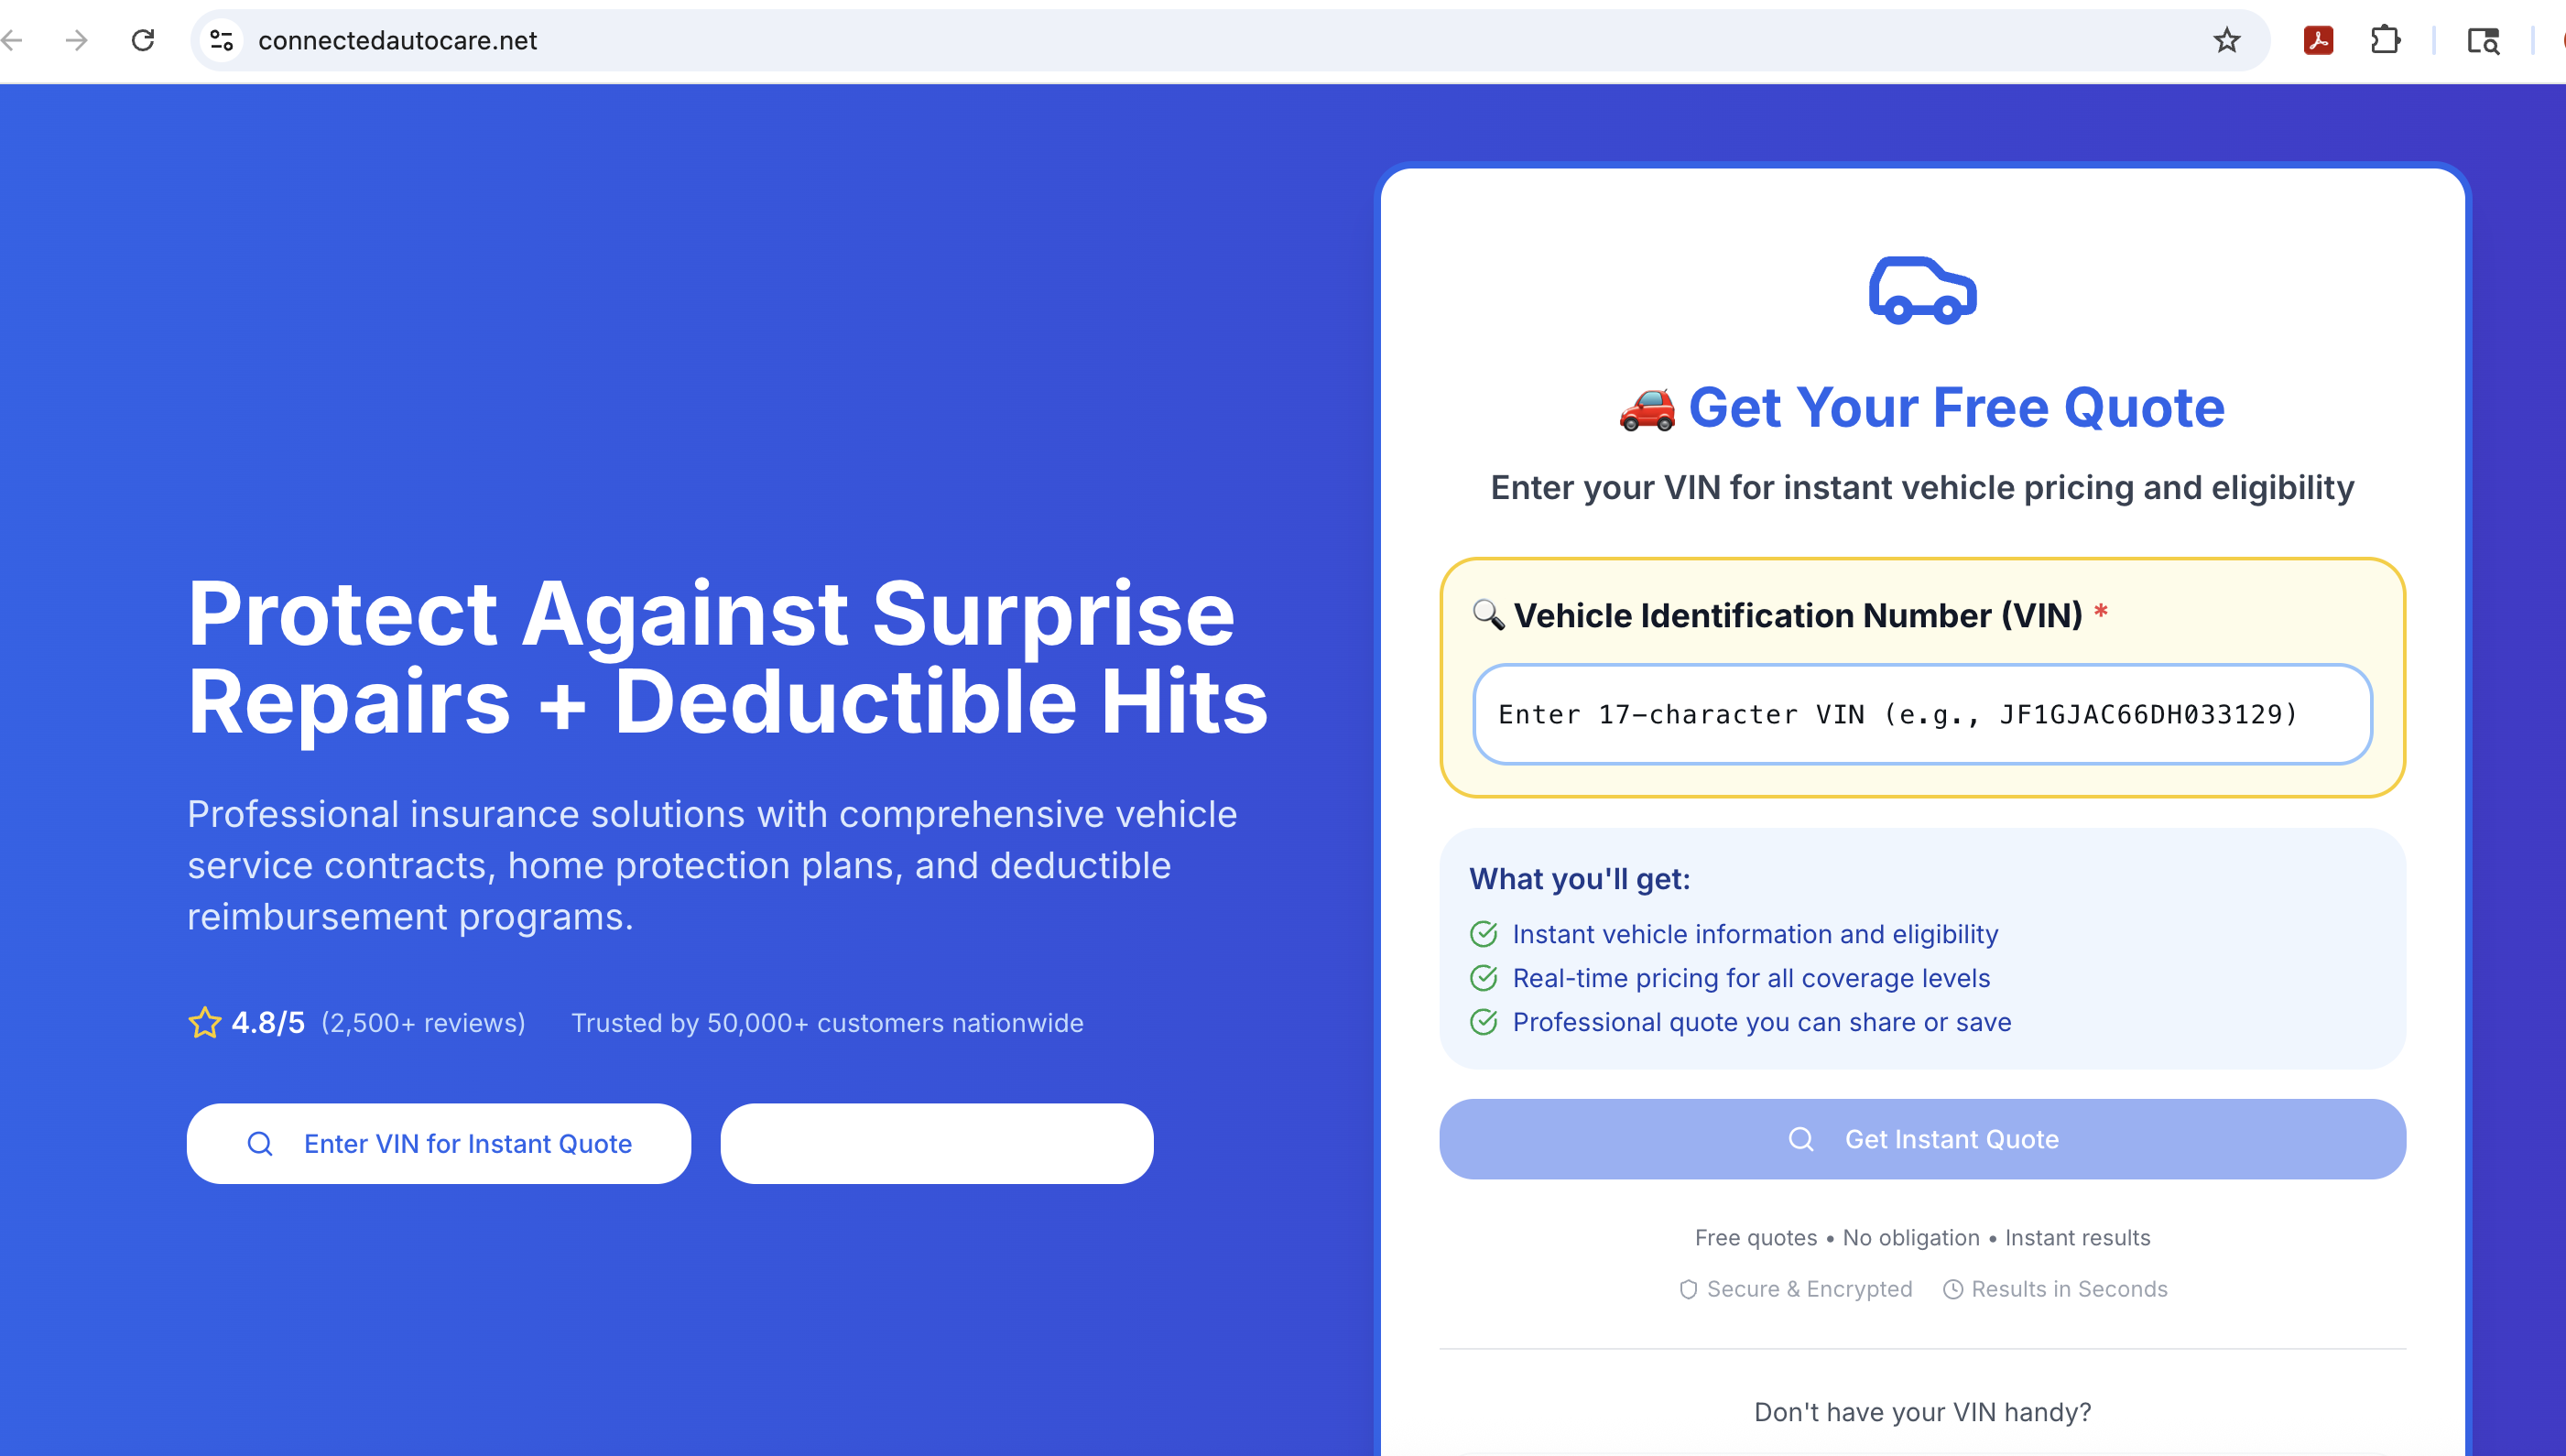 connectedautocare.net
Protect Against Surprise
Repairs + Deductible Hits
Professional insurance solutions with comprehensive vehicle
service contracts, home protection plans, and deductible
reimbursement programs.
4.8/5 (2,500+ reviews) Trusted by 50,000+ customers nationwide
Enter VIN for Instant Quote
Get Your Free Quote
Enter your VIN for instant vehicle pricing and eligibility
Vehicle Identification Number (VIN) *
Enter 17-character VIN (e.g., JF1GJAC66DH033129)
What you'll get:
Instant vehicle information and eligibility
Real-time pricing for all coverage levels
Professional quote you can share or save
Get Instant Quote
Free quotes • No obligation • Instant results
Secure & Encrypted Results in Seconds
Don't have your VIN handy?